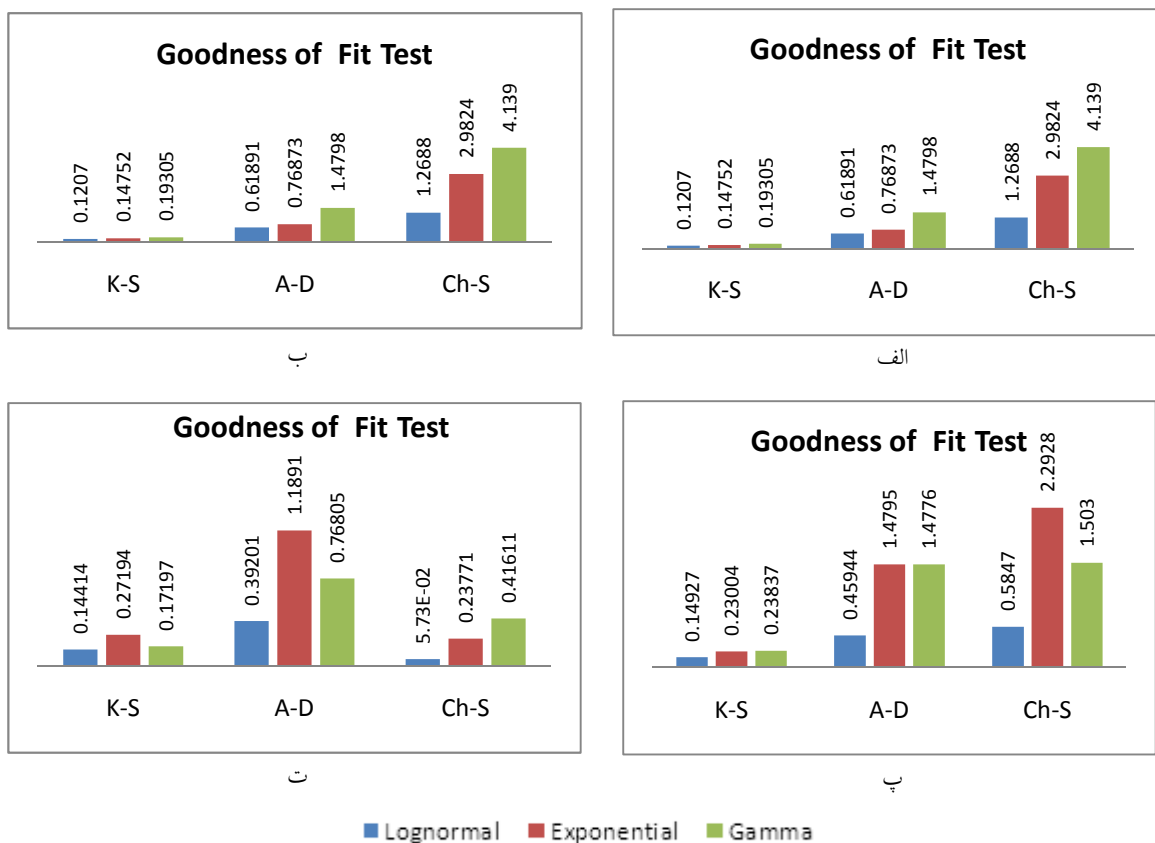 Goodness of Fit Test
0.1207 0.14752 0.19305 0.61891 0.76873 1.4798 1.2688 2.9824 4.139
K-S A-D Ch-S
الف
Goodness of Fit Test
0.1207 0.14752 0.19305 0.61891 0.76873 1.4798 1.2688 2.9824 4.139
K-S A-D Ch-S
ب
Goodness of Fit Test
0.14927 0.23004 0.23837 0.45944 1.4795 1.4776 0.5847 2.2928 1.503
K-S A-D Ch-S
پ
Goodness of Fit Test
0.14414 0.27194 0.17197 0.39201 1.1891 0.76805 5.73E-02 0.23771 0.41611
K-S A-D Ch-S
ت
Lognormal Exponential Gamma